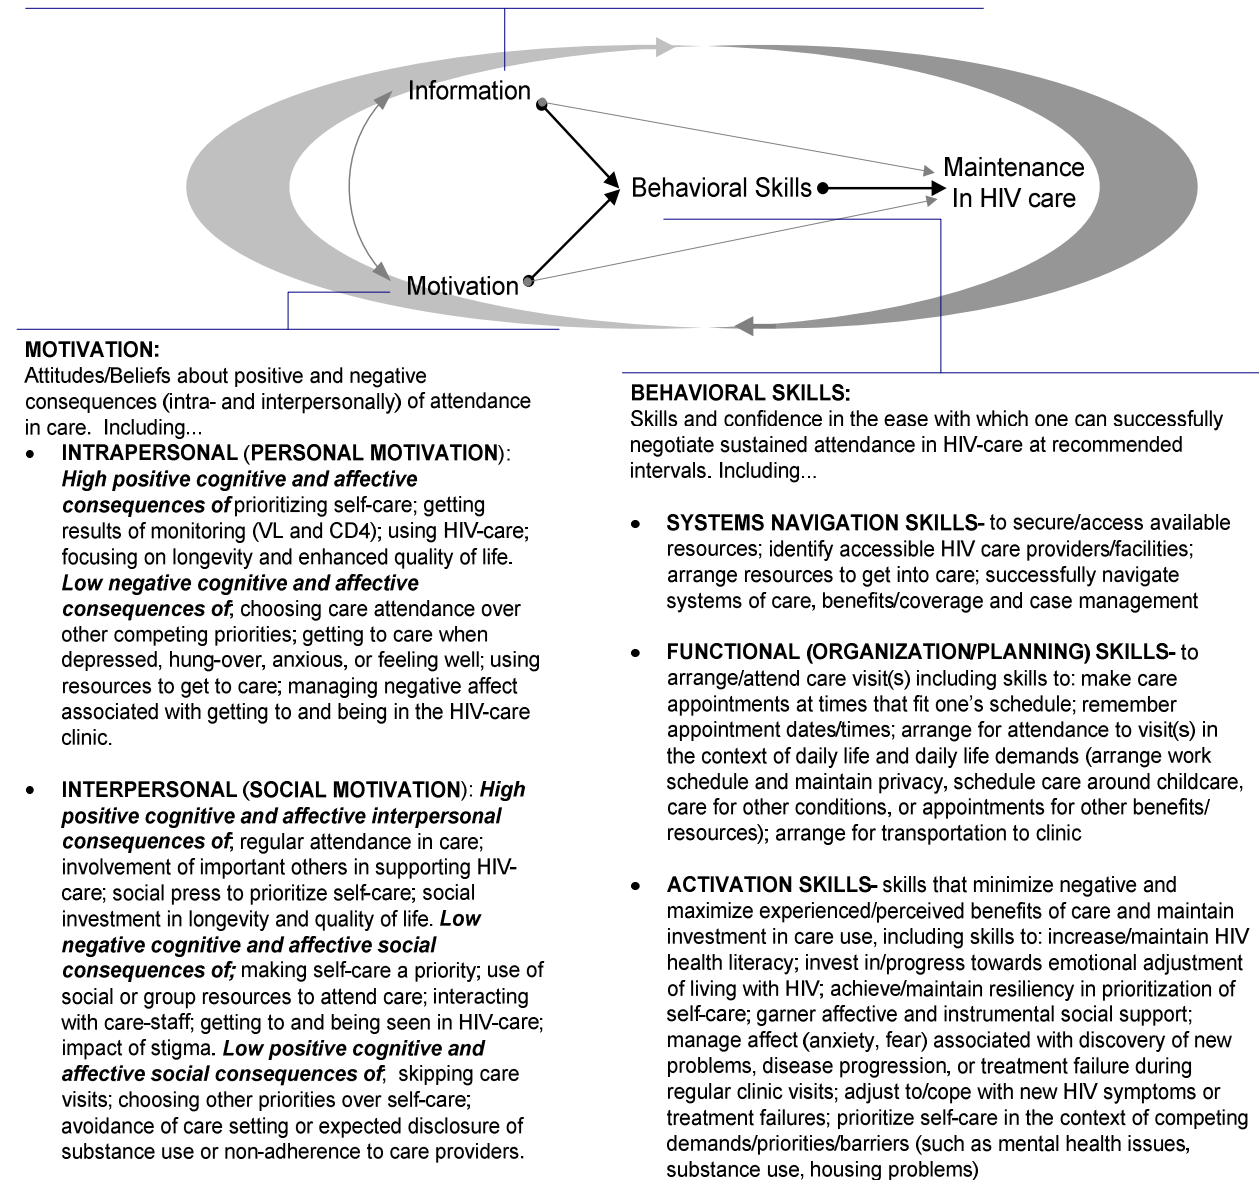 Information
Maintenance
In HIV care
Behavioral Skills
Motivation
MOTIVATION:
Attitudes/Beliefs about positive and negative
consequences (intra- and interpersonally) of attendance
in care.  Including...
• INTRAPERSONAL (PERSONAL MOTIVATION):
High positive cognitive and affective
consequences of prioritizing self-care; getting
results of monitoring (VL and CD4); using HIV-care;
focusing on longevity and enhanced quality of life.
Low negative cognitive and affective
consequences of; choosing care attendance over
other competing priorities; getting to care when
depressed, hung-over, anxious, or feeling well; using
resources to get to care; managing negative affect
associated with getting to and being in the HIV-care
clinic.
• INTERPERSONAL (SOCIAL MOTIVATION): High
positive cognitive and affective interpersonal
consequences of; regular attendance in care;
involvement of important others in supporting HIV-
care; social press to prioritize self-care; social
investment in longevity and quality of life. Low
negative cognitive and affective social
consequences of; making self-care a priority; use of
social or group resources to attend care; interacting
with care-staff; getting to and being seen in HIV-care;
impact of stigma. Low positive cognitive and
affective social consequences of;  skipping care
visits; choosing other priorities over self-care;
avoidance of care setting or expected disclosure of
substance use or non-adherence to care providers.
BEHAVIORAL SKILLS:
Skills and confidence in the ease with which one can successfully
negotiate sustained attendance in HIV-care at recommended
intervals. Including...
• SYSTEMS NAVIGATION SKILLS- to secure/access available
resources; identify accessible HIV care providers/facilities;
arrange resources to get into care; successfully navigate
systems of care, benefits/coverage and case management
• FUNCTIONAL (ORGANIZATION/PLANNING) SKILLS- to
arrange/attend care visit(s) including skills to: make care
appointments at times that fit one's schedule; remember
appointment dates/times; arrange for attendance to visit(s) in
the context of daily life and daily life demands (arrange work
schedule and maintain privacy, schedule care around childcare,
care for other conditions, or appointments for other benefits/
resources); arrange for transportation to clinic
• ACTIVATION SKILLS- skills that minimize negative and
maximize experienced/perceived benefits of care and maintain
investment in care use, including skills to: increase/maintain HIV
health literacy; invest in/progress towards emotional adjustment
of living with HIV; achieve/maintain resiliency in prioritization of
self-care; garner affective and instrumental social support;
manage affect (anxiety, fear) associated with discovery of new
problems, disease progression, or treatment failure during
regular clinic visits; adjust to/cope with new HIV symptoms or
treatment failures; prioritize self-care in the context of competing
demands/priorities/barriers (such as mental health issues,
substance use, housing problems)